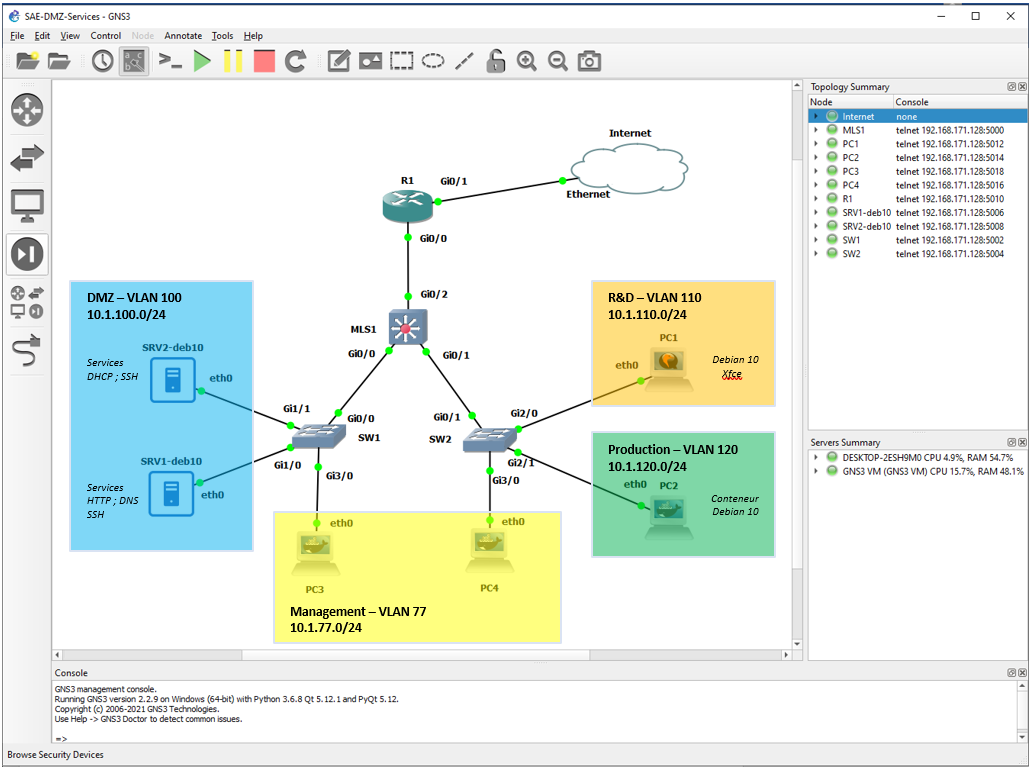 SAE-DMZ-Services - GNS3
File Edit View Control Node Annotate Tools Help
Internet
Ethernet
R1
Gi0/1
Gi0/0
Gi0/2
MLS1
Gi0/0
Gi0/1
DMZ – VLAN 100
10.1.100.0/24
SRV2-deb10
Services
DHCP ; SSH
eth0
Gi1/1
Gi0/0
SW1
SRV1-deb10
Gi1/0
Gi3/0
Services
HTTP ; DNS
SSH
eth0
Gi0/1
Gi2/0
SW2
Gi2/1
Gi3/0
R&D – VLAN 110
10.1.110.0/24
PC1
eth0
Debian 10
Xfce
Production – VLAN 120
10.1.120.0/24
eth0
PC2
Conteneur
Debian 10
eth0
eth0
PC3
PC4
Management – VLAN 77
10.1.77.0/24
Topology Summary
Node Console
Internet none
MLS1 telnet 192.168.171.128:5000
PC1 telnet 192.168.171.128:5012
PC2 telnet 192.168.171.128:5014
PC3 telnet 192.168.171.128:5018
PC4 telnet 192.168.171.128:5016
R1 telnet 192.168.171.128:5010
SRV1-deb10 telnet 192.168.171.128:5006
SRV2-deb10 telnet 192.168.171.128:5008
SW1 telnet 192.168.171.128:5002
SW2 telnet 192.168.171.128:5004
Servers Summary
DESKTOP-2ESH9M0 CPU 4.9%, RAM 54.7%
GNS3 VM (GNS3 VM) CPU 15.7%, RAM 48.1%
Console
GNS3 management console.
Running GNS3 version 2.2.9 on Windows (64-bit) with Python 3.6.8 Qt 5.12.1 and PyQt 5.12.
Copyright (c) 2006-2021 GNS3 Technologies.
Use Help -> GNS3 Doctor to detect common issues.
=>
Browse Security Devices